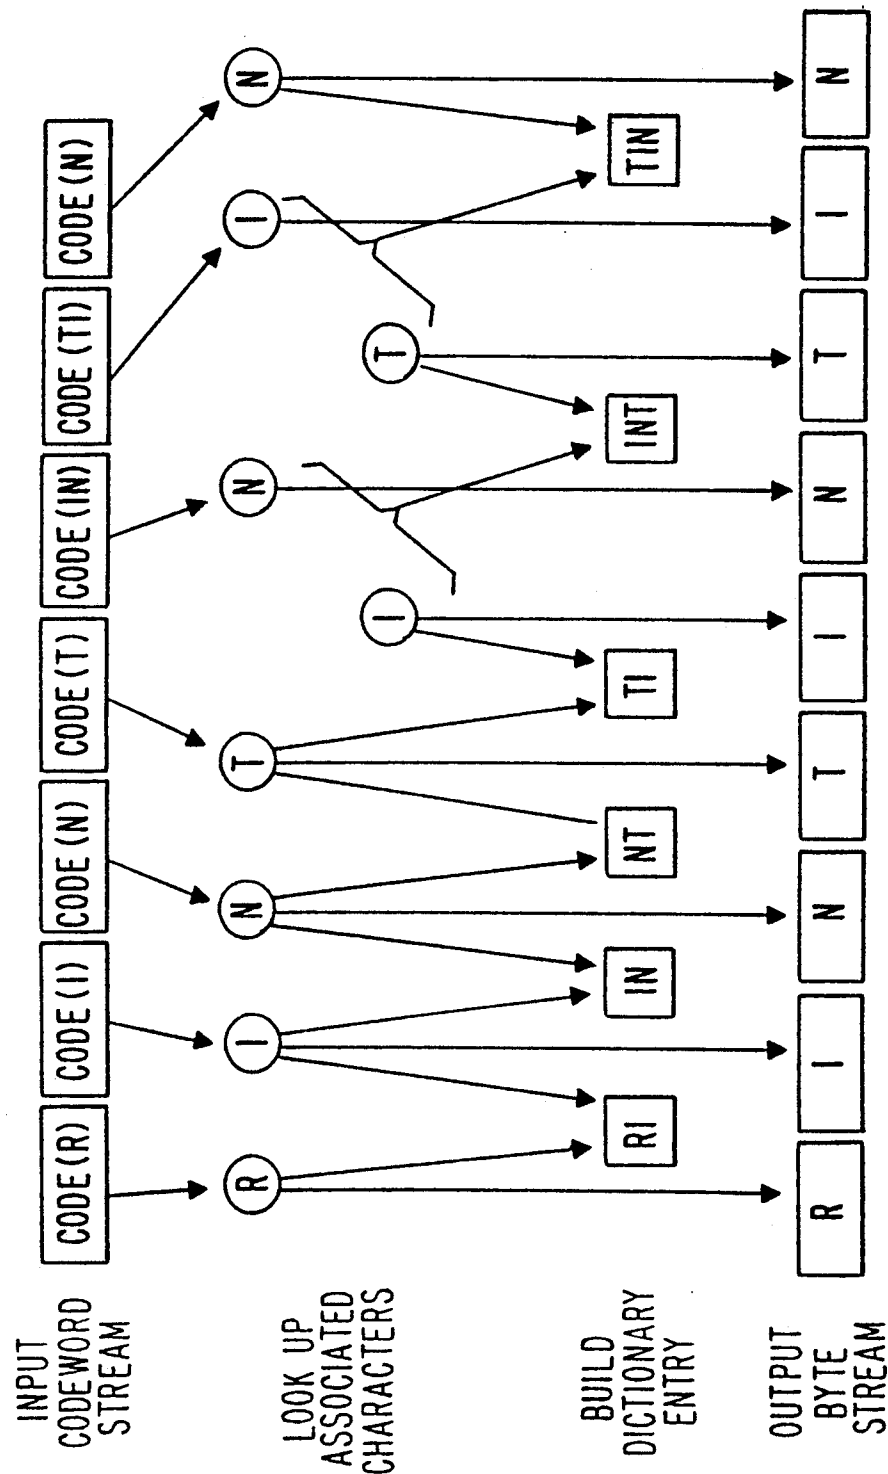 INPUT
CODEWORD
STREAM
CODE(R)
CODE(I)
CODE(N)
CODE(T)
CODE(IN)
CODE(TI)
CODE(N)
LOOK UP
ASSOCIATED
CHARACTERS
R
I
N
T
I
N
T
I
N
BUILD
DICTIONARY
ENTRY
RI
IN
NT
TI
INT
TIN
OUTPUT
BYTE
STREAM
R
I
N
T
I
N
T
I
N